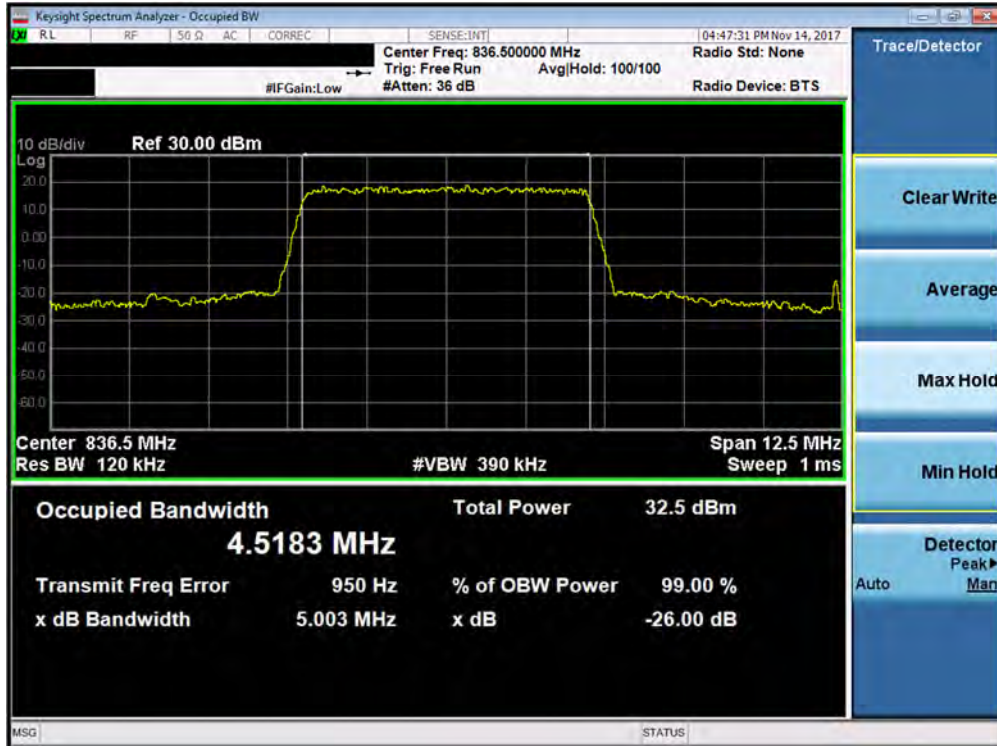 Keysight Spectrum Analyzer - Occupied BW
LXI RL RF 50 Ω AC CORREC SENSE:INT 04:47:31 PM Nov 14, 2017
Center Freq: 836.500000 MHz Radio Std: None
Trig: Free Run Avg|Hold: 100/100
#IFGain:Low #Atten: 36 dB Radio Device: BTS
10 dB/div Ref 30.00 dBm
Log
20.0
10.0
0.00
-10.0
-20.0
-30.0
-40.0
-50.0
-60.0
Center 836.5 MHz Span 12.5 MHz
Res BW 120 kHz #VBW 390 kHz Sweep 1 ms
Occupied Bandwidth Total Power 32.5 dBm
4.5183 MHz
Transmit Freq Error 950 Hz % of OBW Power 99.00 %
x dB Bandwidth 5.003 MHz x dB -26.00 dB
MSG STATUS
Trace/Detector
Clear Write
Average
Max Hold
Min Hold
Detector
Peak▶
Auto Man